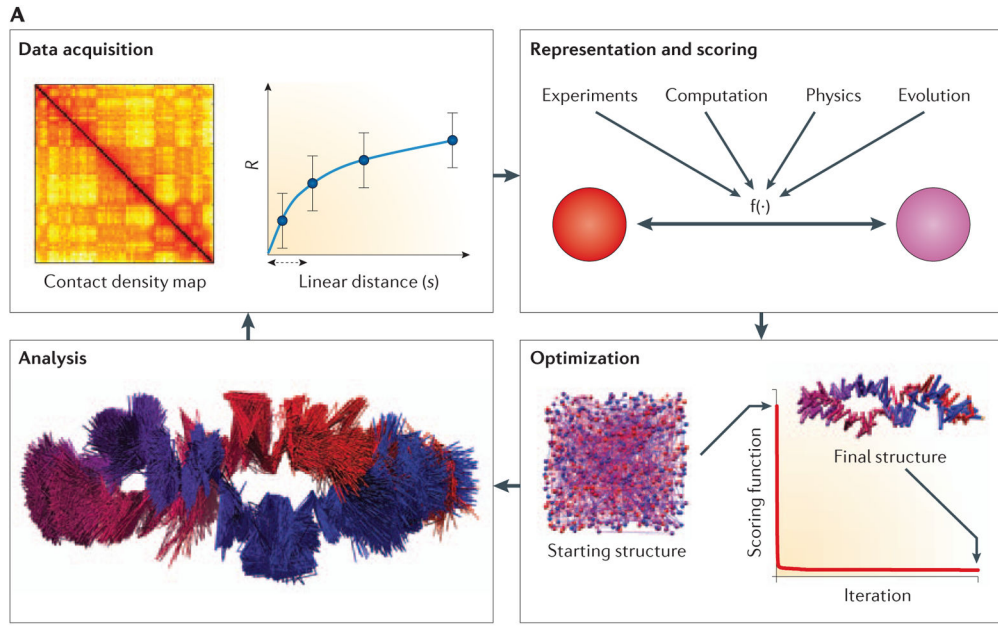 A
Data acquisition
R
Contact density map
Linear distance (s)
Representation and scoring
Experiments
Computation
Physics
Evolution
f(·)
Analysis
Optimization
Starting structure
Scoring function
Final structure
Iteration